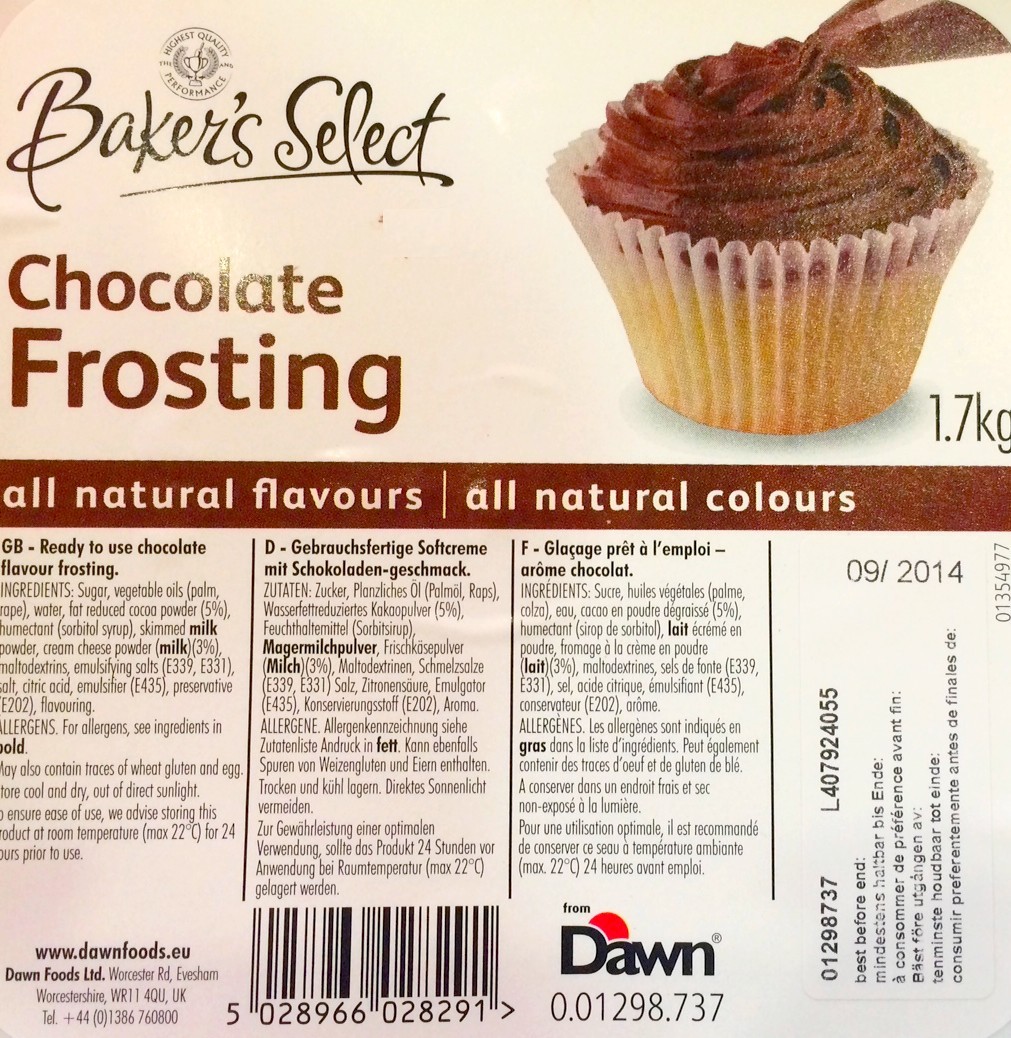 Baker's Select
HIGHEST QUALITY
AND
PERFORMANCE
THE
Chocolate
Frosting
1.7kg
all natural flavours | all natural colours
GB - Ready to use chocolate
flavour frosting.
INGREDIENTS: Sugar, vegetable oils (palm,
rape), water, fat reduced cocoa powder (5%),
humectant (sorbitol syrup), skimmed milk
powder, cream cheese powder (milk)(3%),
maltodextrins, emulsifying salts (E339, E331),
salt, citric acid, emulsifier (E435), preservative
(E202), flavouring.
ALLERGENS. For allergens, see ingredients in
bold.
May also contain traces of wheat gluten and egg.
Store cool and dry, out of direct sunlight.
To ensure ease of use, we advise storing this
product at room temperature (max 22°C) for 24
hours prior to use.
www.dawnfoods.eu
Dawn Foods Ltd. Worcester Rd, Evesham
Worcestershire, WR11 4QU, UK
Tel. +44 (0)1386 760800
D - Gebrauchsfertige Softcreme
mit Schokoladen-geschmack.
ZUTATEN: Zucker, Planzliches Öl (Palmöl, Raps),
Wasserfettreduziertes Kakaopulver (5%),
Feuchthaltemittel (Sorbitsirup),
Magermilchpulver, Frischkäsepulver
(Milch)(3%), Maltodextrinen, Schmelzsalze
(E339, E331) Salz, Zitronensäure, Emulgator
(E435), Konservierungsstoff (E202), Aroma.
ALLERGENE. Allergenkennzeichnung siehe
Zutatenliste Andruck in fett. Kann ebenfalls
Spuren von Weizengluten und Eiern enthalten.
Trocken und kühl lagern. Direktes Sonnenlicht
vermeiden.
Zur Gewährleistung einer optimalen
Verwendung, sollte das Produkt 24 Stunden vor
Anwendung bei Raumtemperatur (max 22°C)
gelagert werden.
5 028966 028291 >
F - Glaçage prêt à l'emploi –
arôme chocolat.
INGRÉDIENTS: Sucre, huiles végétales (palme,
colza), eau, cacao en poudre dégraissé (5%),
humectant (sirop de sorbitol), lait écrémé en
poudre, fromage à la crème en poudre
(lait)(3%), maltodextrines, sels de fonte (E339,
E331), sel, acide citrique, émulsifiant (E435),
conservateur (E202), arôme.
ALLERGÈNES. Les allergènes sont indiqués en
gras dans la liste d'ingrédients. Peut également
contenir des traces d'oeuf et de gluten de blé.
A conserver dans un endroit frais et sec
non-exposé à la lumière.
Pour une utilisation optimale, il est recommandé
de conserver ce seau à température ambiante
(max. 22°C) 24 heures avant emploi.
from
Dawn®
0.01298.737
09/ 2014
01298737 L407924055
best before end:
mindestens haltbar bis Ende:
à consommer de préférence avant fin:
Bäst före utgången av:
tenminste houdbaar tot einde:
consumir preferentemente antes de finales de:
01354977